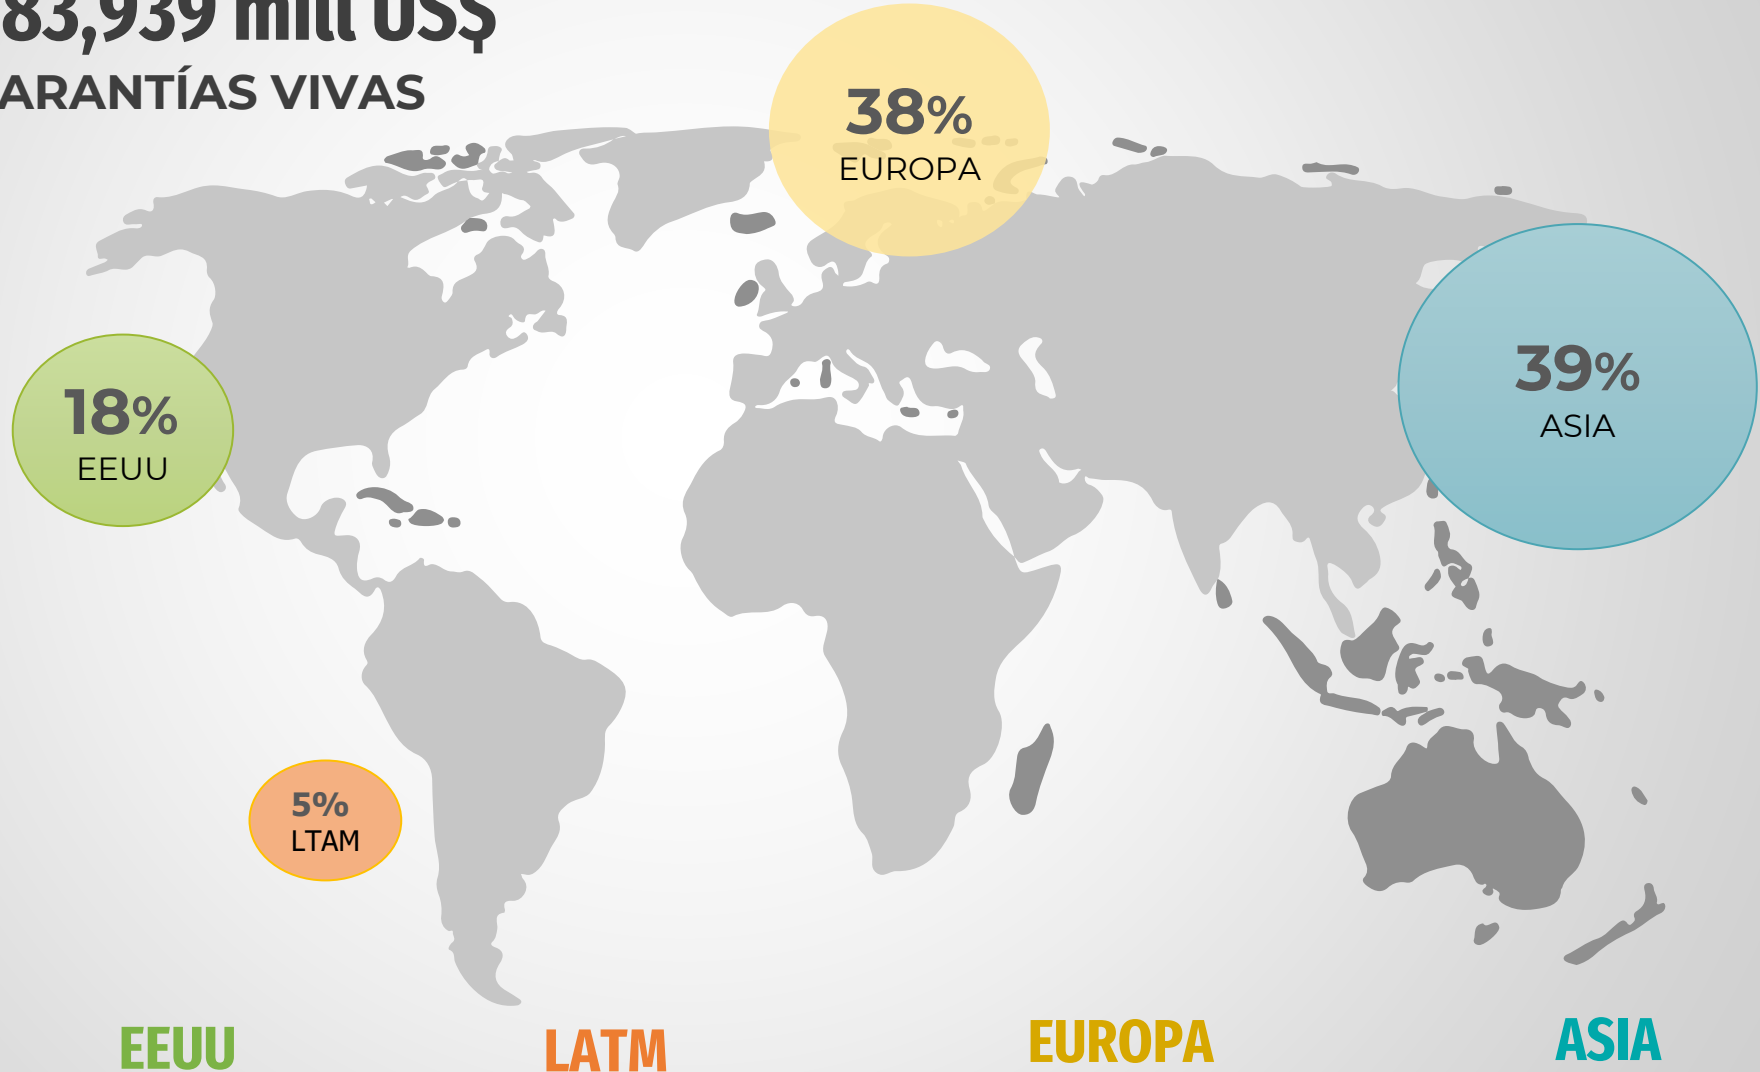 83,939 mill US$
ARANTÍAS VIVAS
38%
EUROPA
39%
ASIA
18%
EEUU
5%
LTAM
EEUU
LATM
EUROPA
ASIA